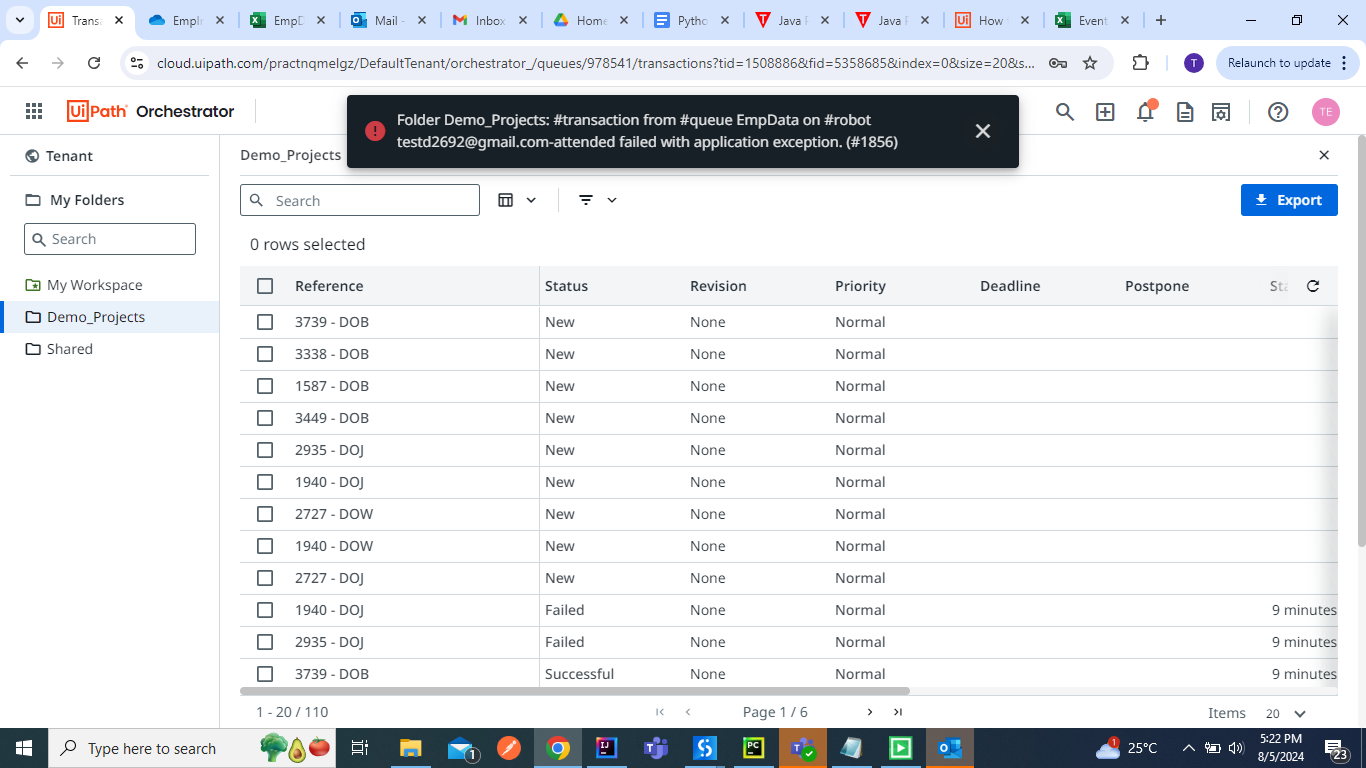 Transa
EmpIn
EmpD
Mail -
Inbox
Home
Pytho
Java
Java
How
Event
cloud.uipath.com/practnqmelgz/DefaultTenant/orchestrator_/queues/978541/transactions?tid=1508886&fid=5358685&index=0&size=20&s...
T
Relaunch to update
UiPath Orchestrator
TE
Folder Demo_Projects: #transaction from #queue EmpData on #robot
testd2692@gmail.com-attended failed with application exception. (#1856)
Tenant
Demo_Projects
My Folders
Search
Search
Export
0 rows selected
My Workspace
Demo_Projects
Shared
Reference Status Revision Priority Deadline Postpone Sta
3739 - DOB New None Normal
3338 - DOB New None Normal
1587 - DOB New None Normal
3449 - DOB New None Normal
2935 - DOJ New None Normal
1940 - DOJ New None Normal
2727 - DOW New None Normal
1940 - DOW New None Normal
2727 - DOJ New None Normal
1940 - DOJ Failed None Normal 9 minutes
2935 - DOJ Failed None Normal 9 minutes
3739 - DOB Successful None Normal 9 minutes
1 - 20 / 110 Page 1 / 6 Items 20
Type here to search
1
1
25°C
5:22 PM
8/5/2024
23